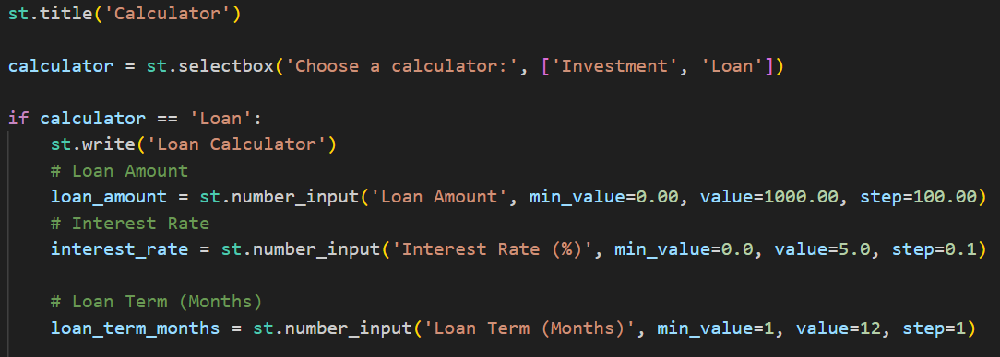 st.title('Calculator')
calculator = st.selectbox('Choose a calculator:', ['Investment', 'Loan'])
if calculator == 'Loan':
    st.write('Loan Calculator')
    # Loan Amount
    loan_amount = st.number_input('Loan Amount', min_value=0.00, value=1000.00, step=100.00)
    # Interest Rate
    interest_rate = st.number_input('Interest Rate (%)', min_value=0.0, value=5.0, step=0.1)
    # Loan Term (Months)
    loan_term_months = st.number_input('Loan Term (Months)', min_value=1, value=12, step=1)